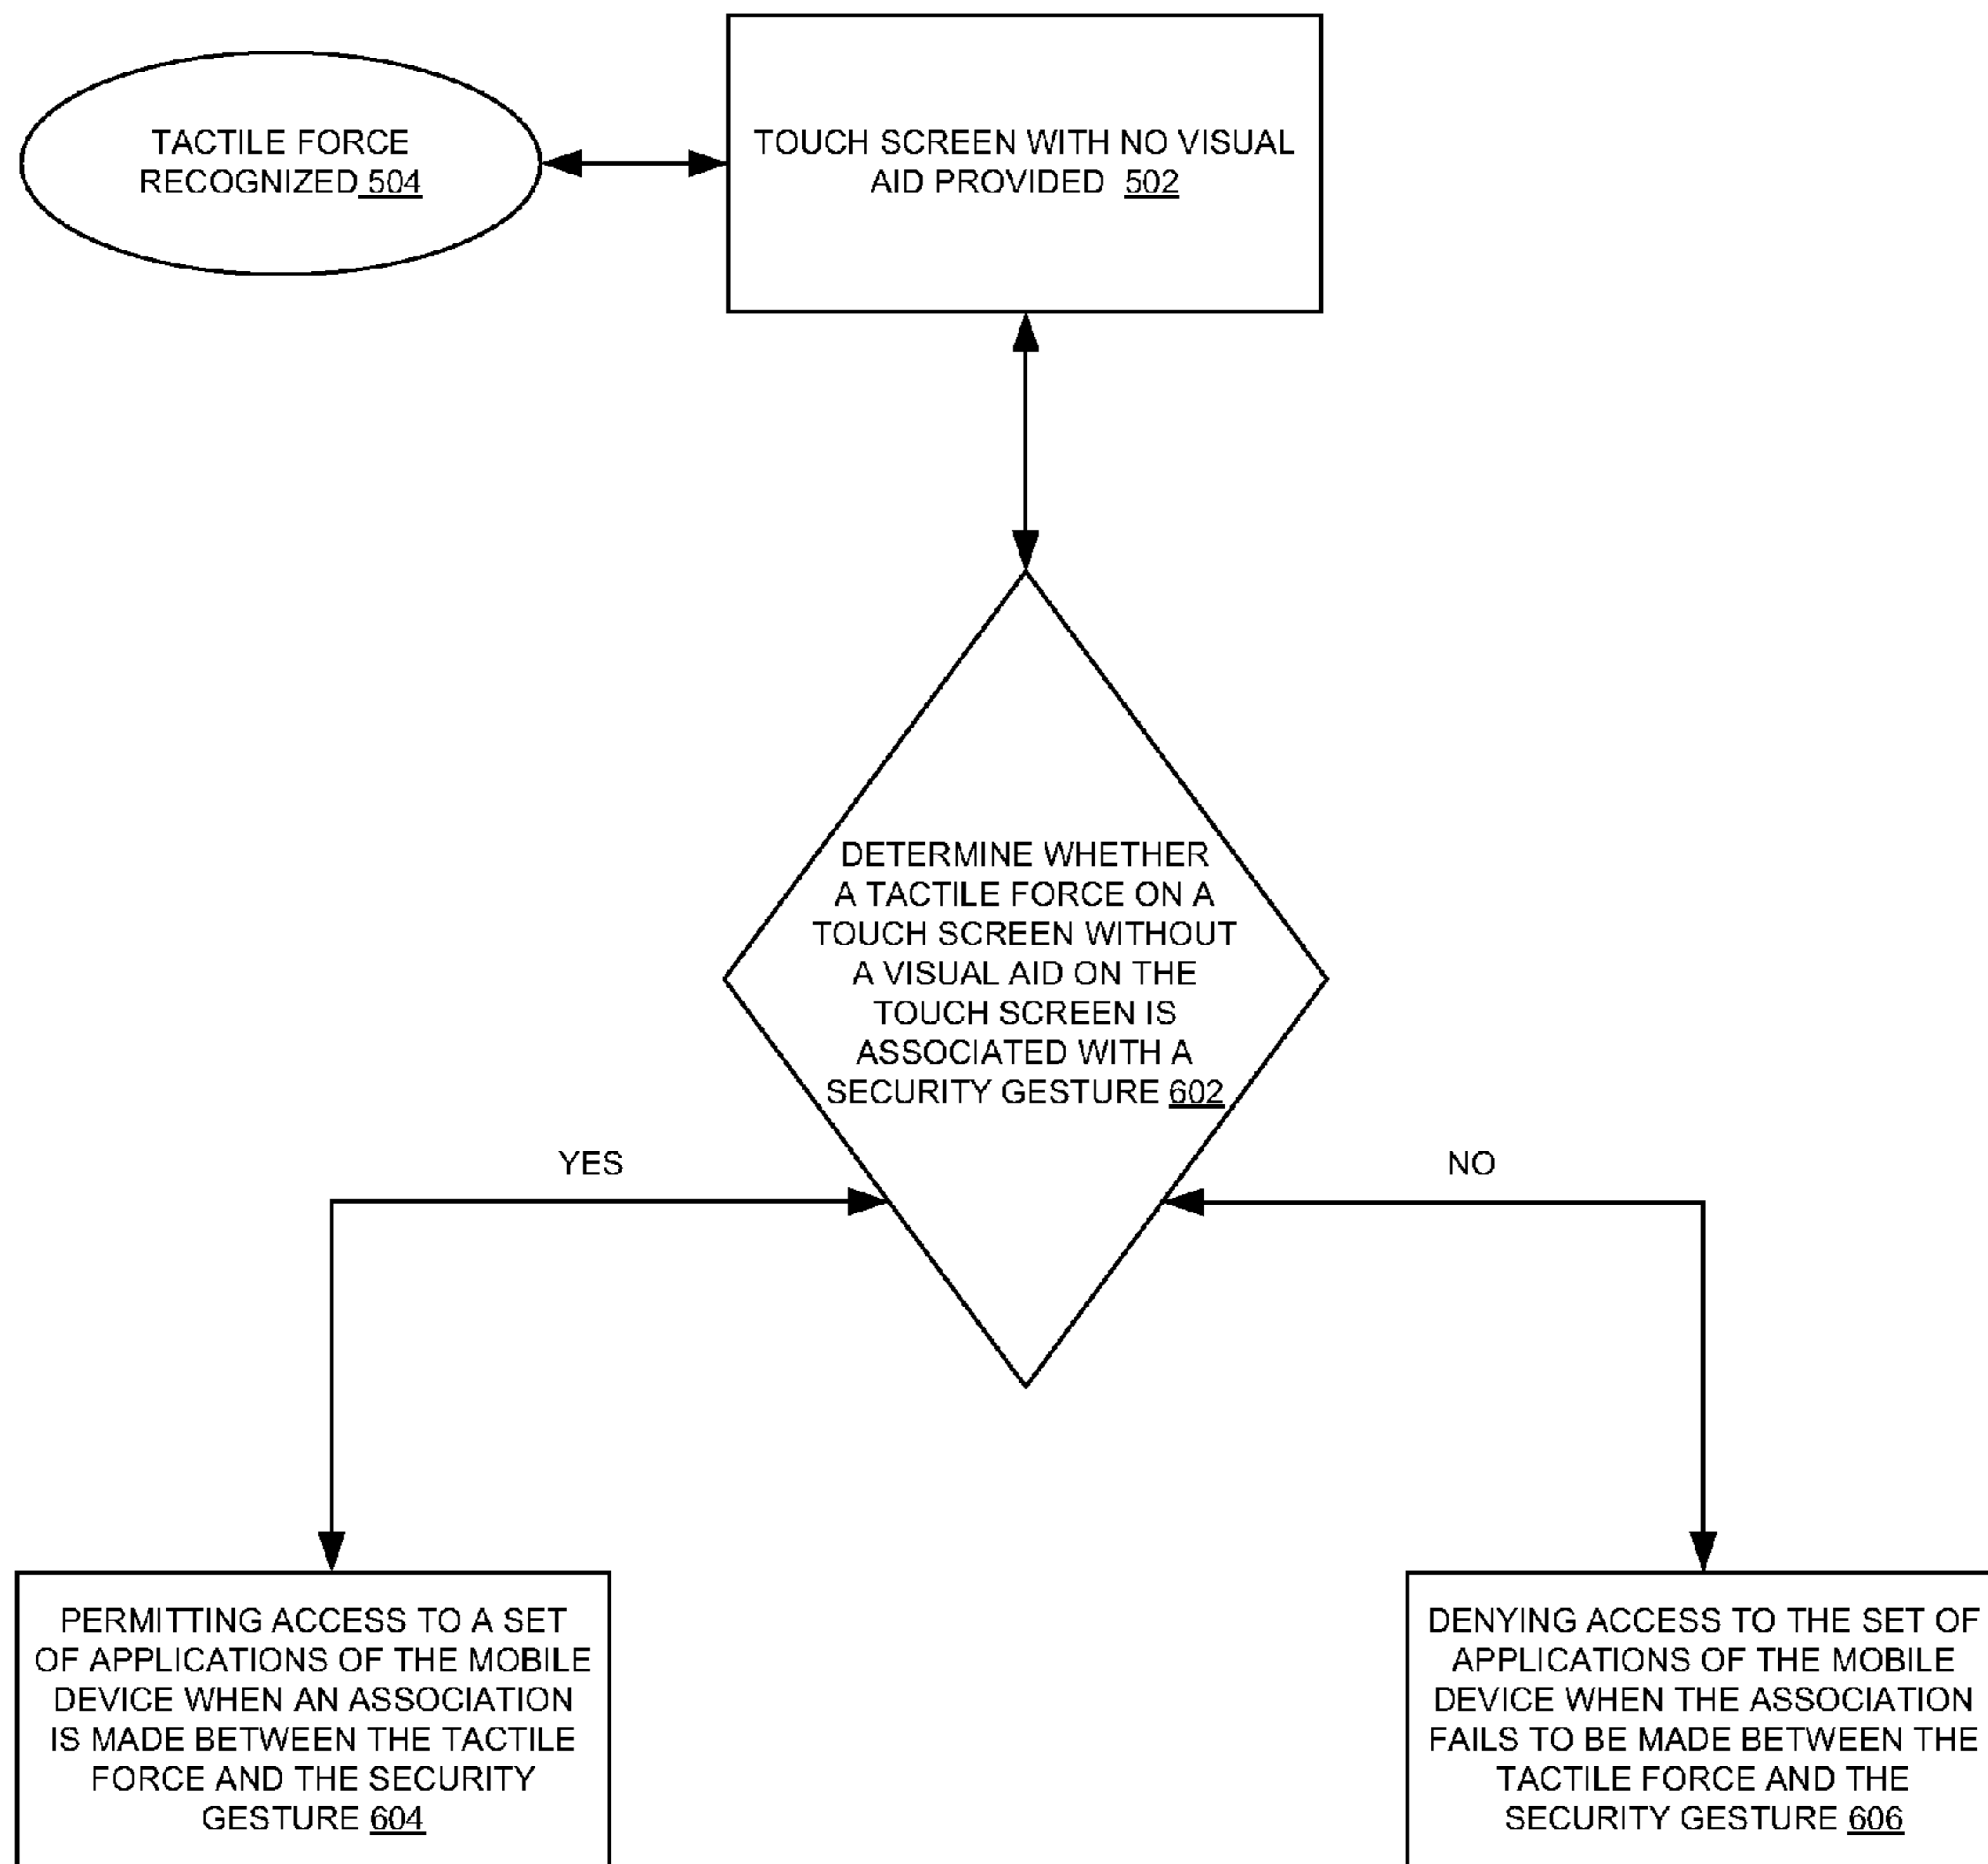 TACTILE FORCE
RECOGNIZED 504
TOUCH SCREEN WITH NO VISUAL
AID PROVIDED 502
DETERMINE WHETHER
A TACTILE FORCE ON A
TOUCH SCREEN WITHOUT
A VISUAL AID ON THE
TOUCH SCREEN IS
ASSOCIATED WITH A
SECURITY GESTURE 602
YES
NO
PERMITTING ACCESS TO A SET
OF APPLICATIONS OF THE MOBILE
DEVICE WHEN AN ASSOCIATION
IS MADE BETWEEN THE TACTILE
FORCE AND THE SECURITY
GESTURE 604
DENYING ACCESS TO THE SET OF
APPLICATIONS OF THE MOBILE
DEVICE WHEN THE ASSOCIATION
FAILS TO BE MADE BETWEEN THE
TACTILE FORCE AND THE
SECURITY GESTURE 606